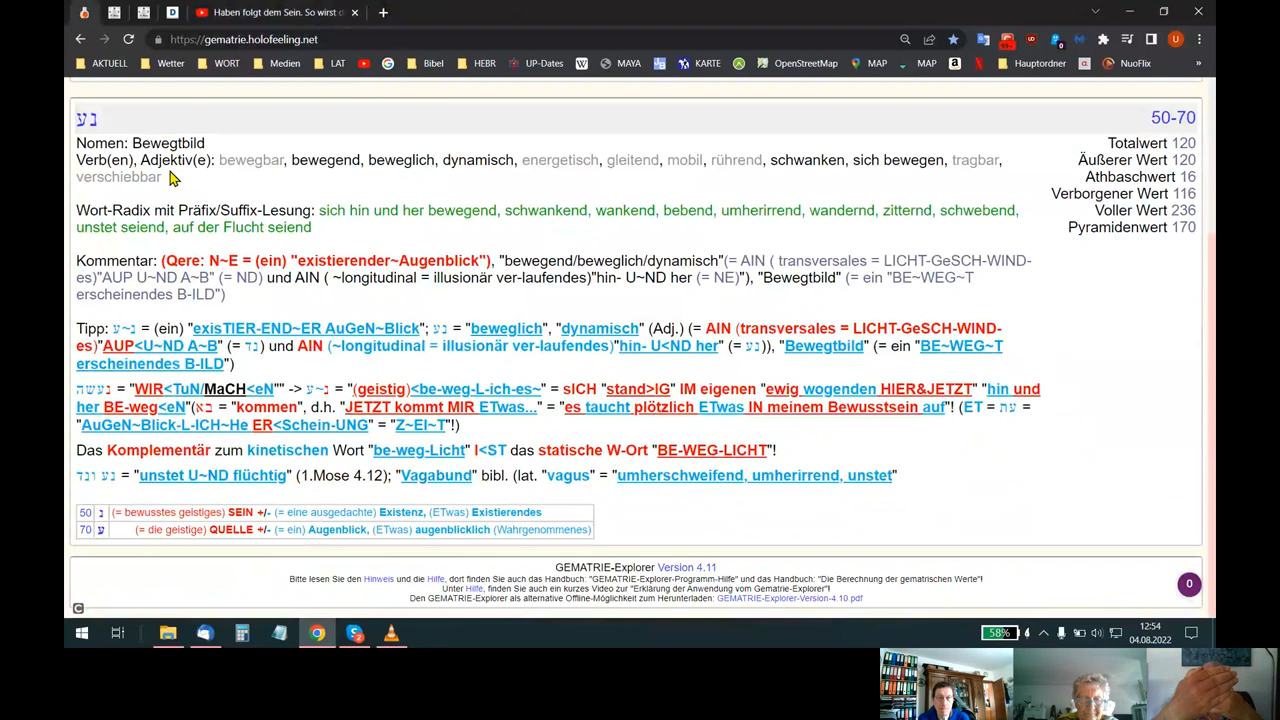 Haben folgt dem Sein. So wirst d
https://gematrie.holofeeling.net
AKTUELL Wetter WORT Medien LAT Bibel HEBR UP-Dates MAYA KARTE OpenStreetMap MAP MAP Hauptordner NuoFlix »
נע 50-70
Nomen: Bewegtbild
Verb(en), Adjektiv(e): bewegbar, bewegend, beweglich, dynamisch, energetisch, gleitend, mobil, rührend, schwanken, sich bewegen, tragbar,
verschiebbar
Totalwert 120
Äußerer Wert 120
Athbaschwert 16
Verborgener Wert 116
Voller Wert 236
Pyramidenwert 170
Wort-Radix mit Präfix/Suffix-Lesung: sich hin und her bewegend, schwankend, wankend, bebend, umherirrend, wandernd, zitternd, schwebend,
unstet seiend, auf der Flucht seiend
Kommentar: (Qere: N~E = (ein) "existierender~Augenblick"), "bewegend/beweglich/dynamisch"(= AIN ( transversales = LICHT-GeSCH-WIND-
es)"AUP U~ND A~B" (= ND) und AIN ( ~longitudinal = illusionär ver-laufendes)"hin- U~ND her (= NE)"), "Bewegtbild" (= ein "BE~WEG~T
erscheinendes B-ILD")
Tipp: נ~ע = (ein) "exisTIER-END~ER AuGeN~Blick"; נע = "beweglich", "dynamisch" (Adj.) (= AIN (transversales = LICHT-GeSCH-WIND-
es)"AUP<U~ND A~B" (= נד) und AIN (~longitudinal = illusionär ver-laufendes)"hin- U<ND her" (= נע)), "Bewegtbild" (= ein "BE~WEG~T
erscheinendes B-ILD")
נעשה = "WIR<TuN/MaCH<eN"" -> נ~ע = "(geistig)<be-weg-L-ich-es~" = sICH "stand>IG" IM eigenen "ewig wogenden HIER&JETZT" "hin und
her BE-weg<eN"(בא = "kommen", d.h. "JETZT kommt MIR ETwas..." = "es taucht plötzlich ETwas IN meinem Bewusstsein auf"! (ET = עת =
"AuGeN~Blick-L-ICH~He ER<Schein-UNG" = "Z~EI~T"!)
Das Komplementär zum kinetischen Wort "be-weg-Licht" I<ST das statische W-Ort "BE-WEG-LICHT"!
נע ונד = "unstet U~ND flüchtig" (1.Mose 4.12); "Vagabund" bibl. (lat. "vagus" = "umherschweifend, umherirrend, unstet"
50 נ (= bewusstes geistiges) SEIN +/- (= eine ausgedachte) Existenz, (ETwas) Existierendes
70 ע (= die geistige) QUELLE +/- (= ein) Augenblick, (ETwas) augenblicklich (Wahrgenommenes)
GEMATRIE-Explorer Version 4.11
Bitte lesen Sie den Hinweis und die Hilfe, dort finden Sie auch das Handbuch: "GEMATRIE-Explorer-Programm-Hilfe" und das Handbuch: "Die Berechnung der gematrischen Werte"!
Unter Hilfe, finden Sie auch ein kurzes Video zur "Erklärung der Anwendung vom Gematrie-Explorer"!
Den GEMATRIE-Explorer als alternative Offline-Möglichkeit zum Herunterladen: GEMATRIE-Explorer-Version-4.10.pdf
0
58%
12:54
04.08.2022